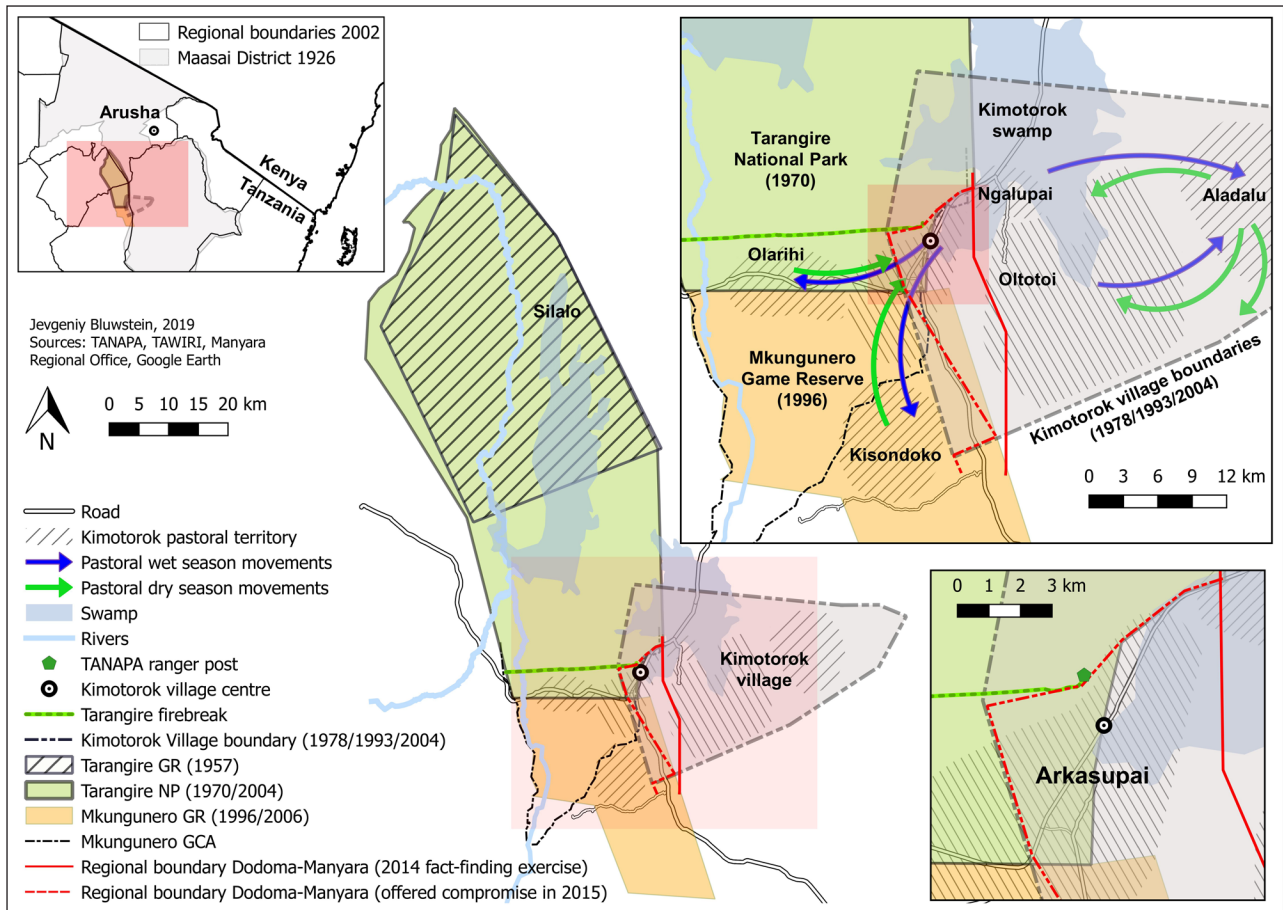 Regional boundaries 2002
Maasai District 1926
Arusha
Kenya
Tanzania
Jevgeniy Bluwstein, 2019
Sources: TANAPA, TAWIRI, Manyara
Regional Office, Google Earth
N
0 5 10 15 20 km
Silalo
Kimotorok
village
Road
Kimotorok pastoral territory
Pastoral wet season movements
Pastoral dry season movements
Swamp
Rivers
TANAPA ranger post
Kimotorok village centre
Tarangire firebreak
Kimotorok Village boundary (1978/1993/2004)
Tarangire GR (1957)
Tarangire NP (1970/2004)
Mkungunero GR (1996/2006)
Mkungunero GCA
Regional boundary Dodoma-Manyara (2014 fact-finding exercise)
Regional boundary Dodoma-Manyara (offered compromise in 2015)
Kimotorok
swamp
Tarangire
National Park
(1970)
Ngalupai
Aladalu
Olarihi
Oltotoi
Mkungunero
Game Reserve
(1996)
Kisondoko
Kimotorok village boundaries
(1978/1993/2004)
0 3 6 9 12 km
0 1 2 3 km
Arkasupai